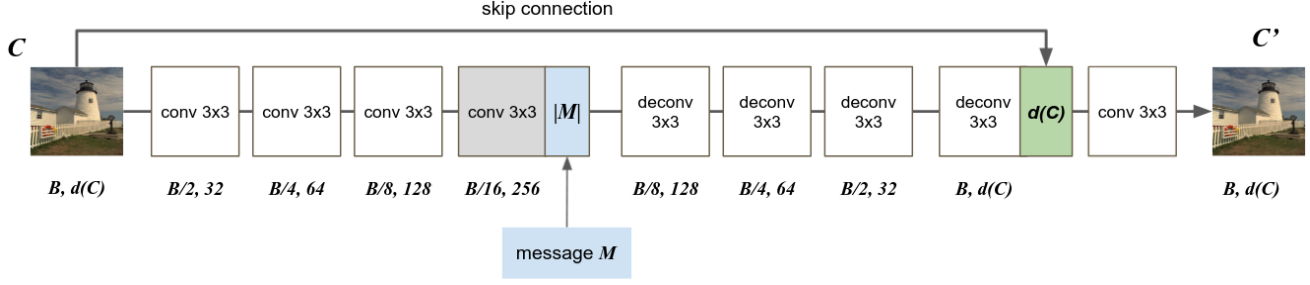 skip connection
C
C’
conv 3x3
conv 3x3
conv 3x3
conv 3x3
|M|
deconv
3x3
deconv
3x3
deconv
3x3
deconv
3x3
d(C)
conv 3x3
B, d(C)
B/2, 32
B/4, 64
B/8, 128
B/16, 256
B/8, 128
B/4, 64
B/2, 32
B, d(C)
B, d(C)
message M